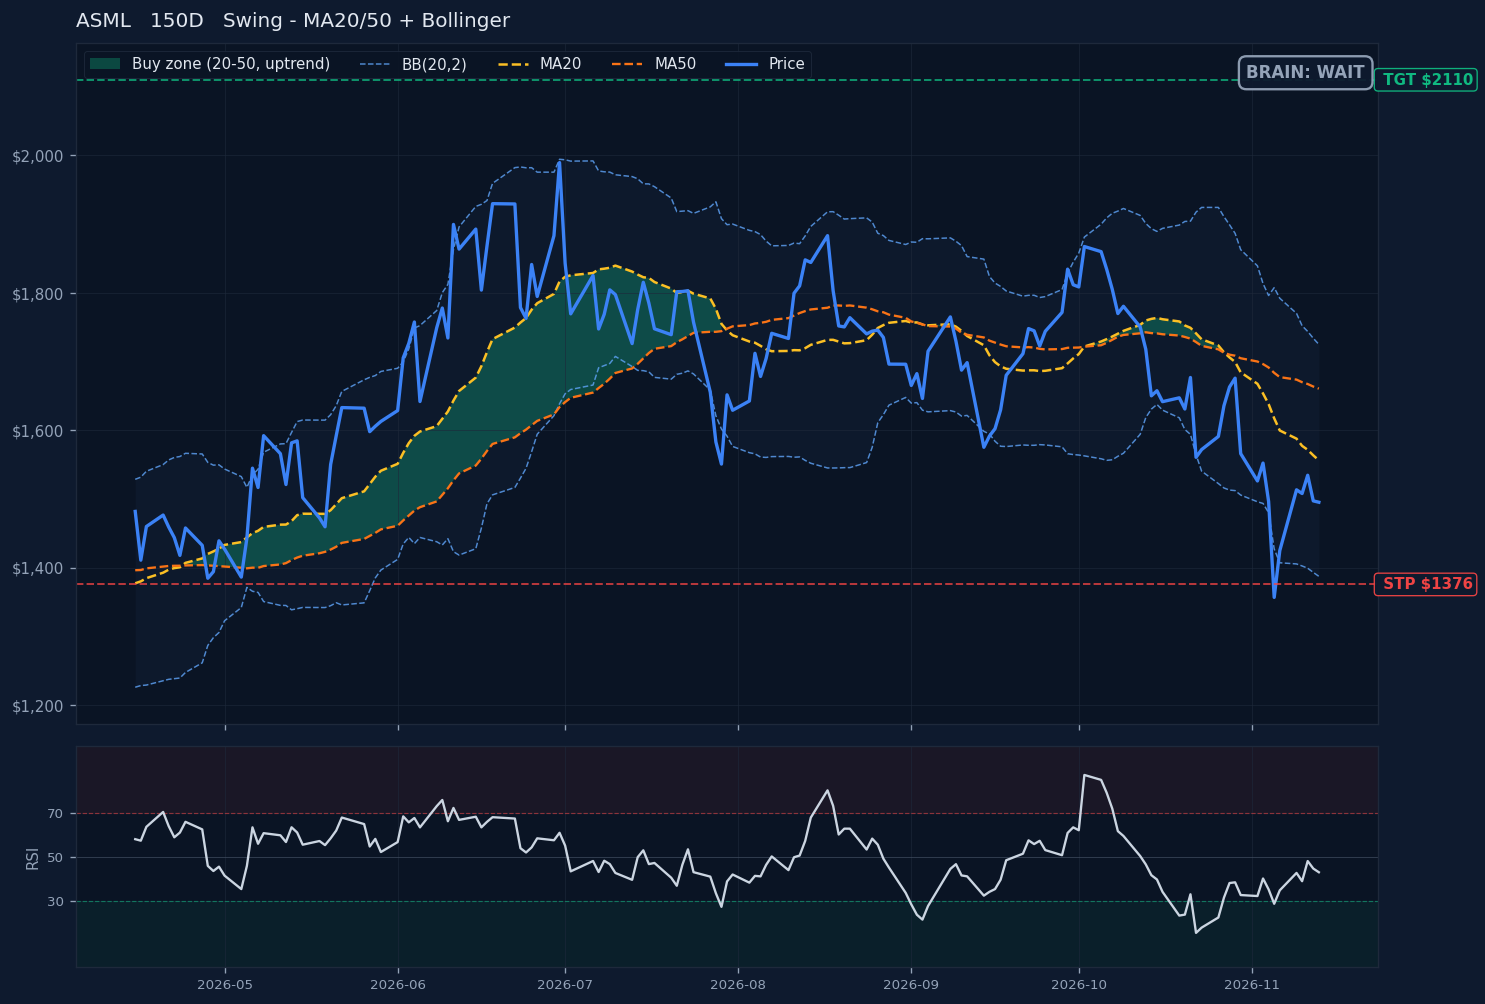 ASML   150D   Swing - MA20/50 + Bollinger
Buy zone (20-50, uptrend)   BB(20,2)   MA20   MA50   Price
BRAIN: WAIT
TGT $2110
$2,000
$1,800
$1,600
$1,400
STP $1376
$1,200
70
50
30
RSI
2026-05   2026-06   2026-07   2026-08   2026-09   2026-10   2026-11